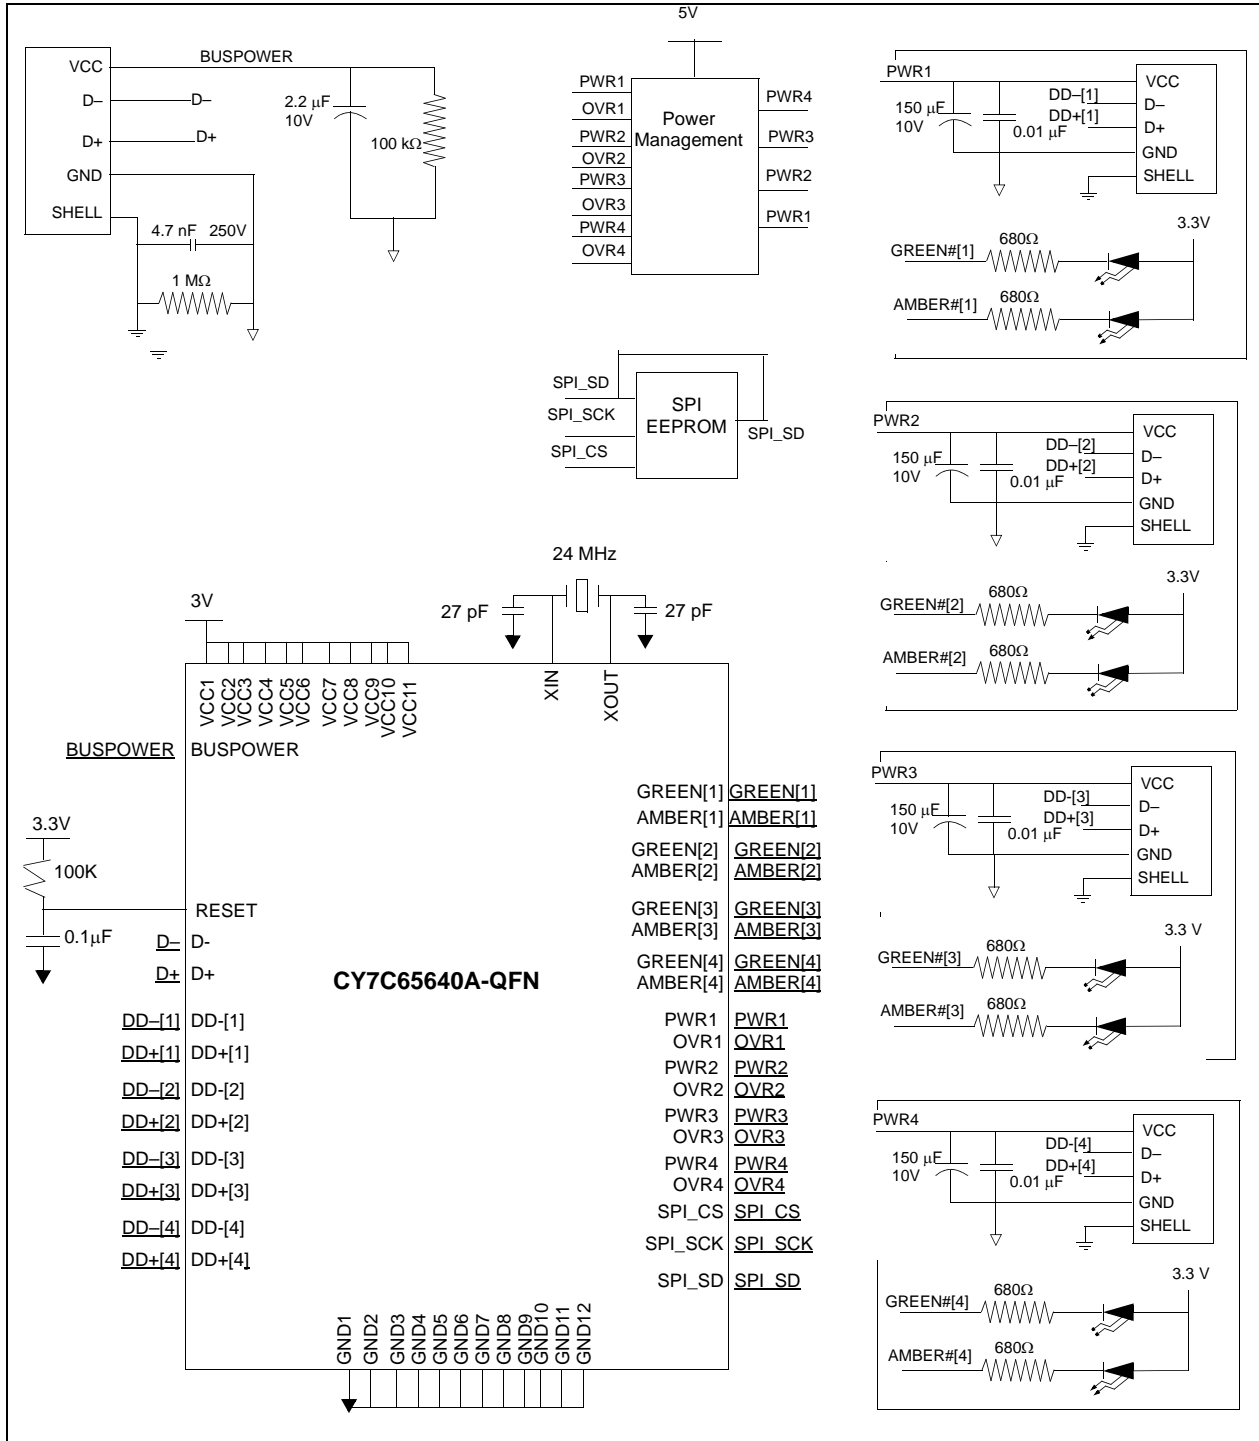 VCC
BUSPOWER
D–
D–
D+
D+
GND
SHELL
2.2 μF
10V
100 kΩ
4.7 nF 250V
1 MΩ
5V
PWR1
OVR1
PWR2
OVR2
PWR3
OVR3
PWR4
OVR4
Power
Management
PWR4
PWR3
PWR2
PWR1
SPI_SD
SPI_SCK
SPI_CS
SPI
EEPROM
SPI_SD
PWR1
150 μF
10V
0.01 μF
DD–[1]
DD+[1]
VCC
D–
D+
GND
SHELL
3.3V
GREEN#[1]
680Ω
AMBER#[1]
680Ω
PWR2
150 μF
10V
0.01 μF
DD–[2]
DD+[2]
VCC
D–
D+
GND
SHELL
3.3V
GREEN#[2]
680Ω
AMBER#[2]
680Ω
PWR3
150 μF
10V
0.01 μF
DD-[3]
DD+[3]
VCC
D–
D+
GND
SHELL
3.3 V
GREEN#[3]
680Ω
AMBER#[3]
680Ω
PWR4
150 μF
10V
0.01 μF
DD-[4]
DD+[4]
VCC
D–
D+
GND
SHELL
3.3 V
GREEN#[4]
680Ω
AMBER#[4]
680Ω
24 MHz
27 pF
27 pF
3V
VCC1
VCC2
VCC3
VCC4
VCC5
VCC6
VCC7
VCC8
VCC9
VCC10
VCC11
XIN
XOUT
BUSPOWER BUSPOWER
3.3V
100K
RESET
0.1μF
D– D-
D+ D+
CY7C65640A-QFN
DD–[1] DD-[1]
DD+[1] DD+[1]
DD–[2] DD-[2]
DD+[2] DD+[2]
DD–[3] DD-[3]
DD+[3] DD+[3]
DD–[4] DD-[4]
DD+[4] DD+[4]
GREEN[1] GREEN[1]
AMBER[1] AMBER[1]
GREEN[2] GREEN[2]
AMBER[2] AMBER[2]
GREEN[3] GREEN[3]
AMBER[3] AMBER[3]
GREEN[4] GREEN[4]
AMBER[4] AMBER[4]
PWR1 PWR1
OVR1 OVR1
PWR2 PWR2
OVR2 OVR2
PWR3 PWR3
OVR3 OVR3
PWR4 PWR4
OVR4 OVR4
SPI_CS SPI_CS
SPI_SCK SPI_SCK
SPI_SD SPI_SD
GND1
GND2
GND3
GND4
GND5
GND6
GND7
GND8
GND9
GND10
GND11
GND12